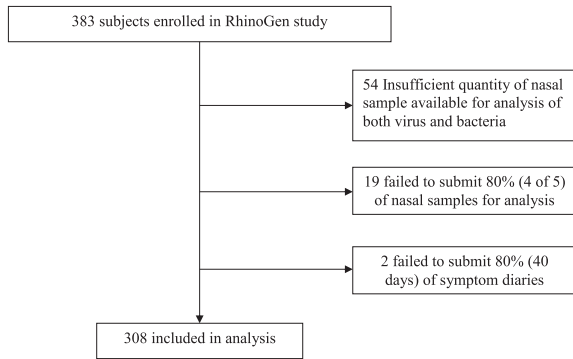 383 subjects enrolled in RhinoGen study
54 Insufficient quantity of nasal
sample available for analysis of
both virus and bacteria
19 failed to submit 80% (4 of 5)
of nasal samples for analysis
2 failed to submit 80% (40
days) of symptom diaries
308 included in analysis